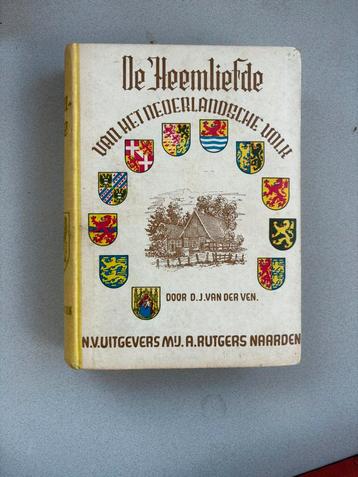 De Heemliefde
VAN HET NEDERLANDSCHE VOLK
DOOR D.J. VAN DER VEN.
N.V. UITGEVERS MIJ. A. RUTGERS NAARDEN